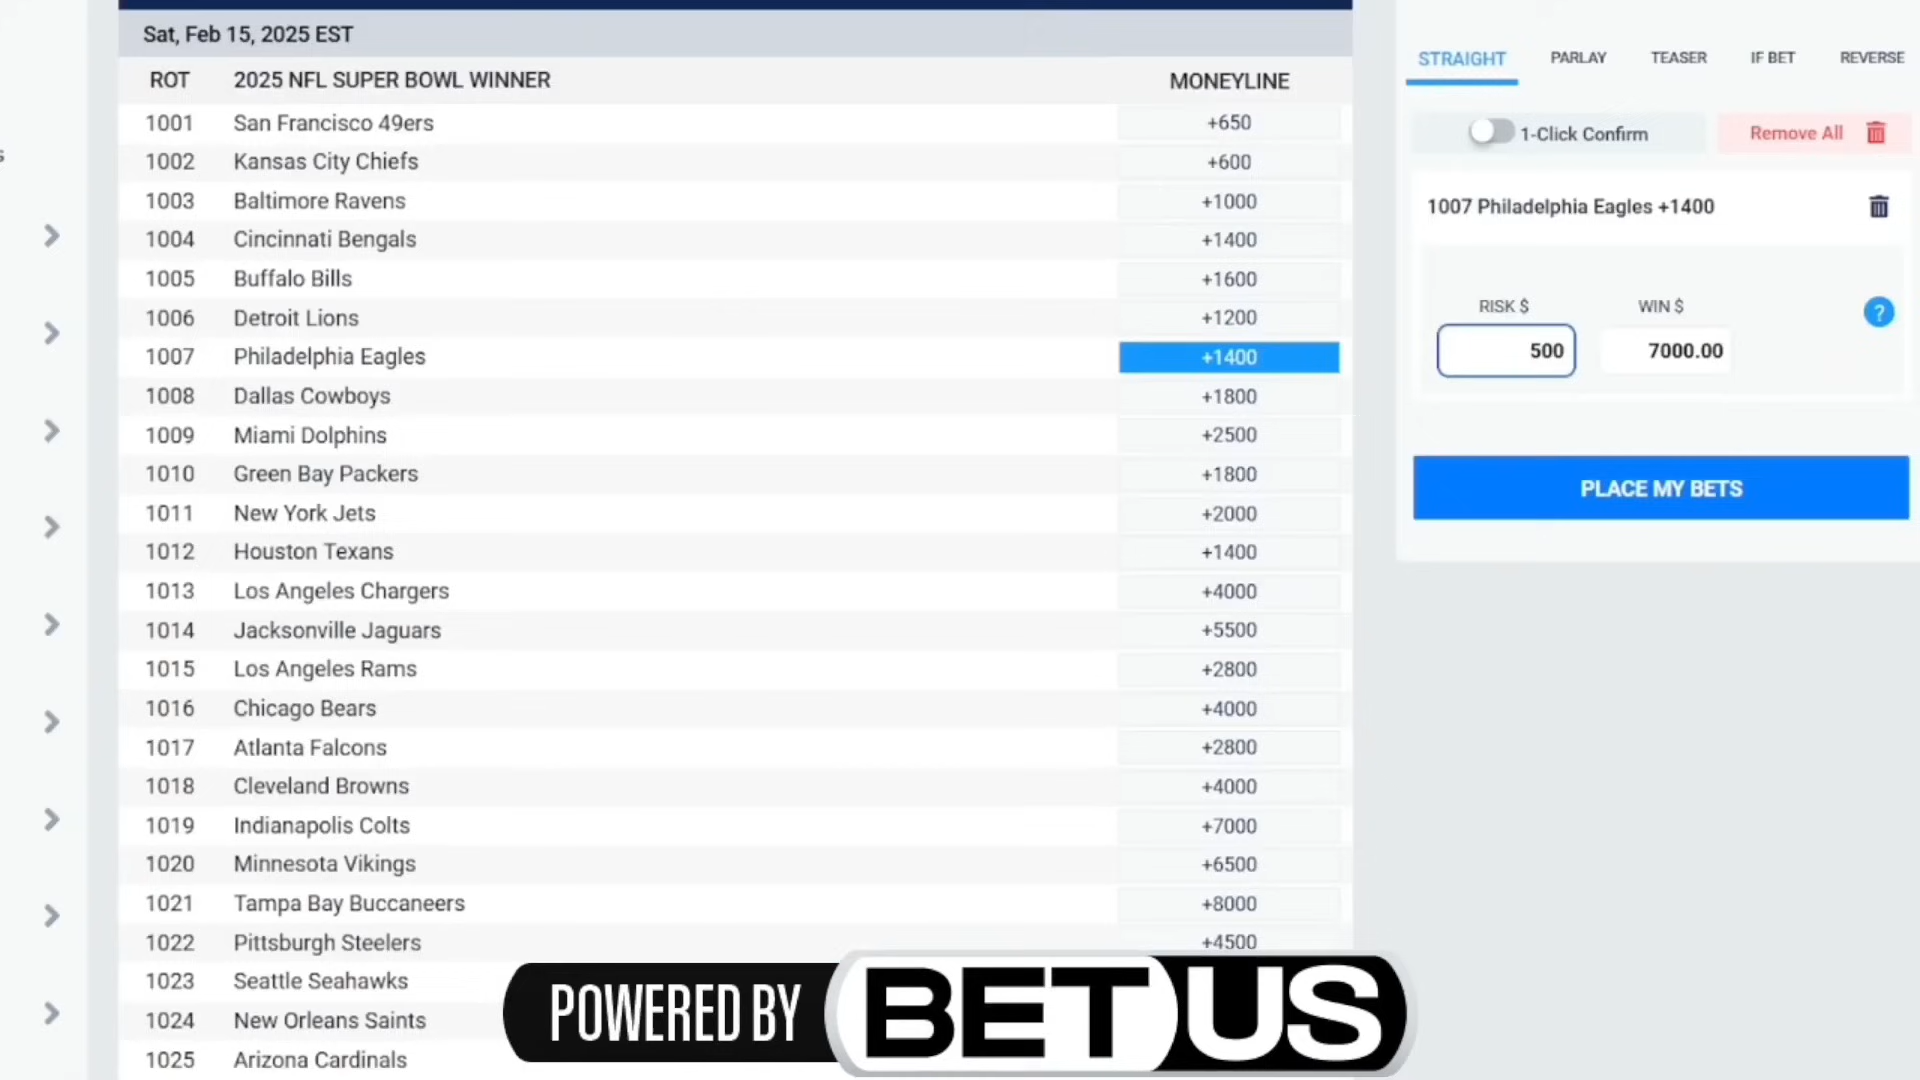 Sat, Feb 15, 2025 EST
ROT 2025 NFL SUPER BOWL WINNER MONEYLINE
1001 San Francisco 49ers +650
1002 Kansas City Chiefs +600
1003 Baltimore Ravens +1000
1004 Cincinnati Bengals +1400
1005 Buffalo Bills +1600
1006 Detroit Lions +1200
1007 Philadelphia Eagles +1400
1008 Dallas Cowboys +1800
1009 Miami Dolphins +2500
1010 Green Bay Packers +1800
1011 New York Jets +2000
1012 Houston Texans +1400
1013 Los Angeles Chargers +4000
1014 Jacksonville Jaguars +5500
1015 Los Angeles Rams +2800
1016 Chicago Bears +4000
1017 Atlanta Falcons +2800
1018 Cleveland Browns +4000
1019 Indianapolis Colts +7000
1020 Minnesota Vikings +6500
1021 Tampa Bay Buccaneers +8000
1022 Pittsburgh Steelers +4500
1023 Seattle Seahawks
1024 New Orleans Saints
1025 Arizona Cardinals
STRAIGHT PARLAY TEASER IF BET REVERSE
1-Click Confirm Remove All
1007 Philadelphia Eagles +1400
RISK $ WIN $
?
500 7000.00
PLACE MY BETS
POWERED BY BETUS